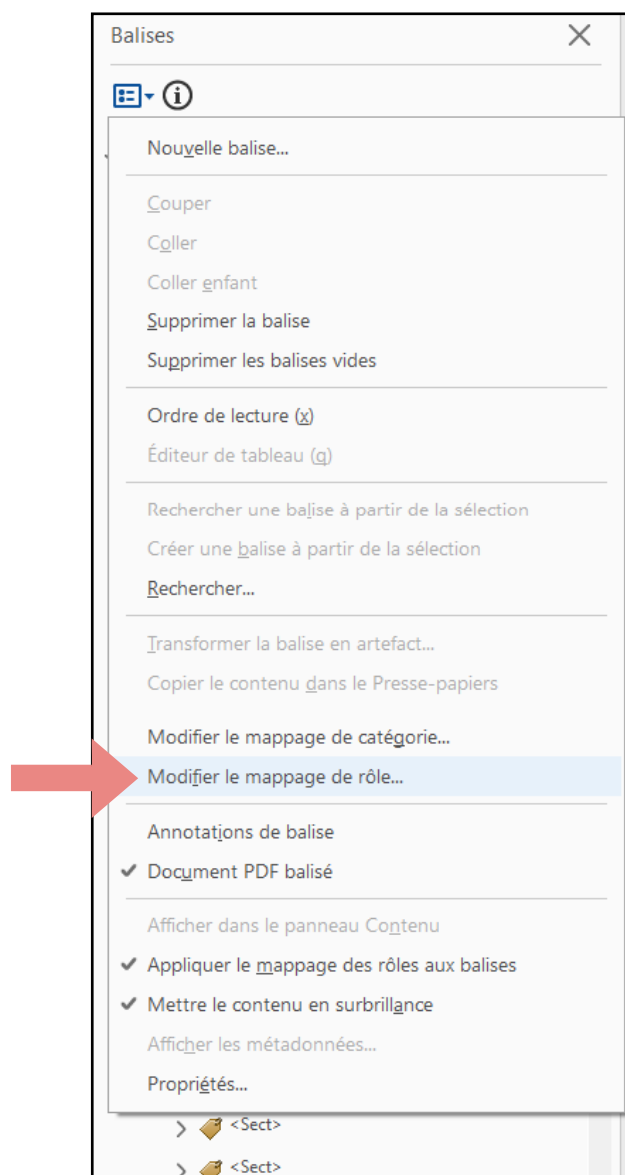 Balises
Nouvelle balise...
Couper
Coller
Coller enfant
Supprimer la balise
Supprimer les balises vides
Ordre de lecture (x)
Éditeur de tableau (q)
Rechercher une balise à partir de la sélection
Créer une balise à partir de la sélection
Rechercher...
Transformer la balise en artefact...
Copier le contenu dans le Presse-papiers
Modifier le mappage de catégorie...
Modifier le mappage de rôle...
Annotations de balise
Document PDF balisé
Afficher dans le panneau Contenu
Appliquer le mappage des rôles aux balises
Mettre le contenu en surbrillance
Afficher les métadonnées...
Propriétés...
<Sect>
<Sect>